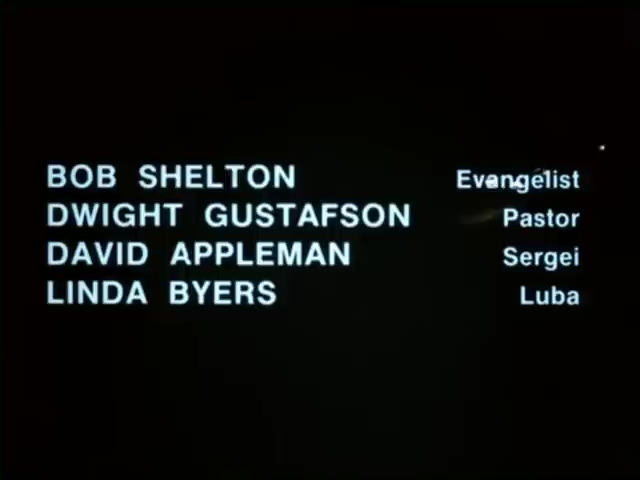 BOB SHELTON Evangelist
DWIGHT GUSTAFSON Pastor
DAVID APPLEMAN Sergei
LINDA BYERS Luba